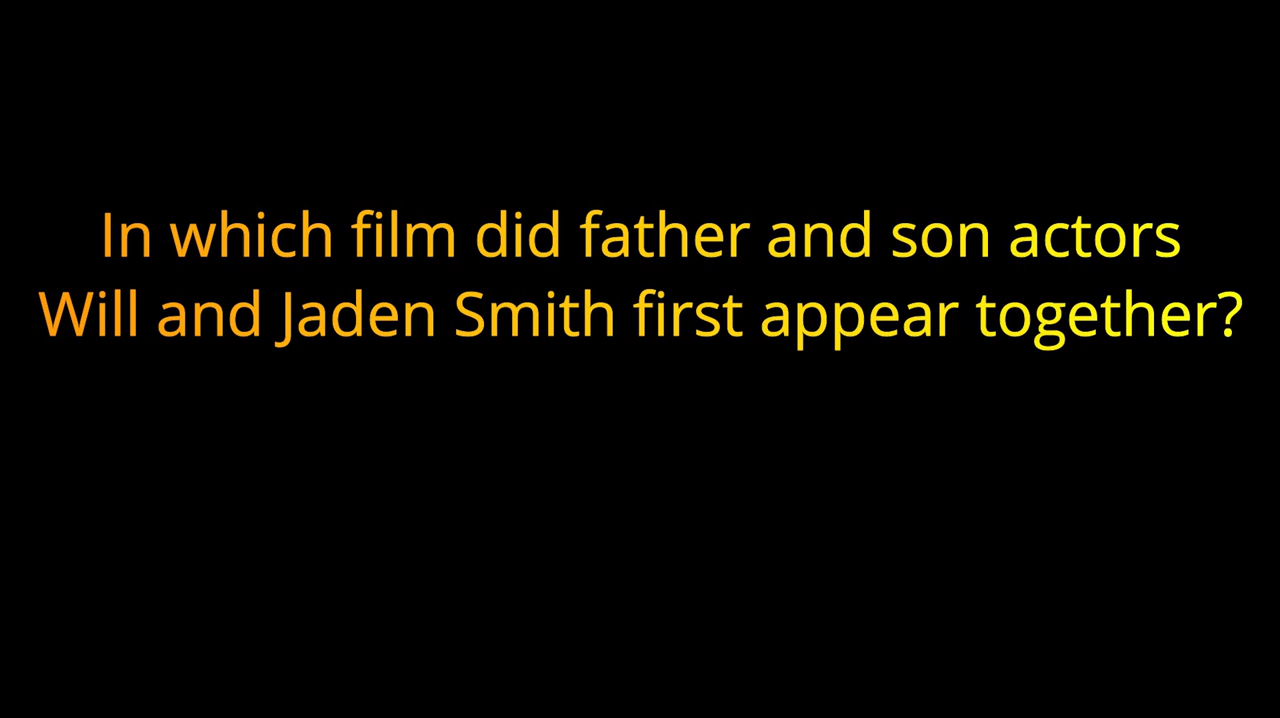 In which film did father and son actors
Will and Jaden Smith first appear together?